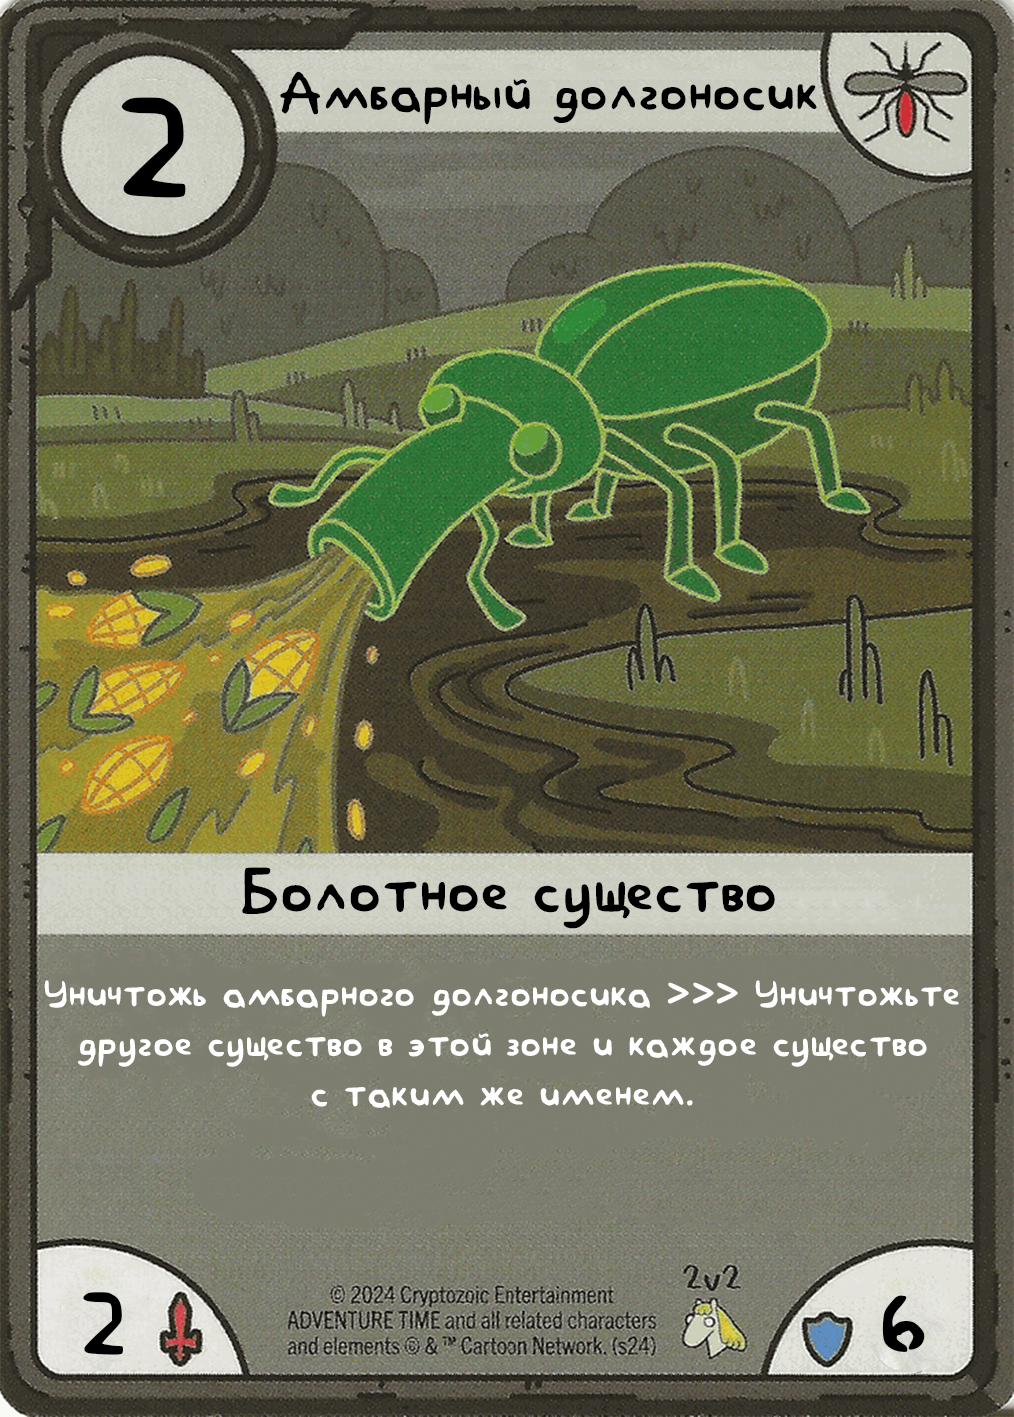 2
Амбарный долгоносик
Болотное существо
Уничтожь амбарного долгоносика >>> Уничтожьте
другое существо в этой зоне и каждое существо
с таким же именем.
2
© 2024 Cryptozoic Entertainment
ADVENTURE TIME and all related characters
and elements © & ™ Cartoon Network. (s24)
2v2
6